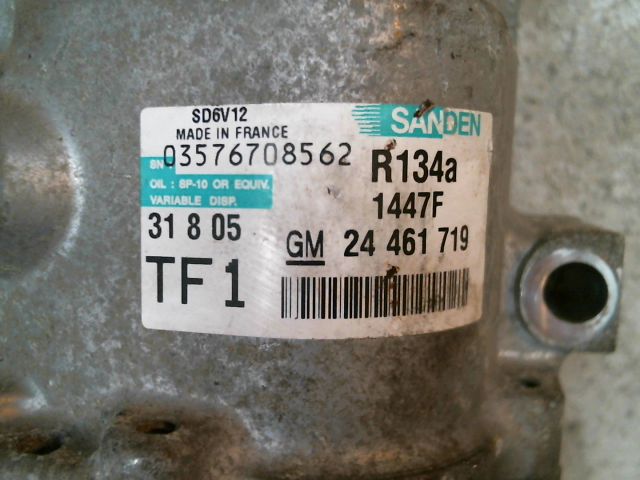 SD6V12
MADE IN FRANCE
SANDEN
SN 03576708562
R134a
OIL : SP-10 OR EQUIV.
VARIABLE DISP.
1447F
31 8 05
GM 24 461 719
TF1